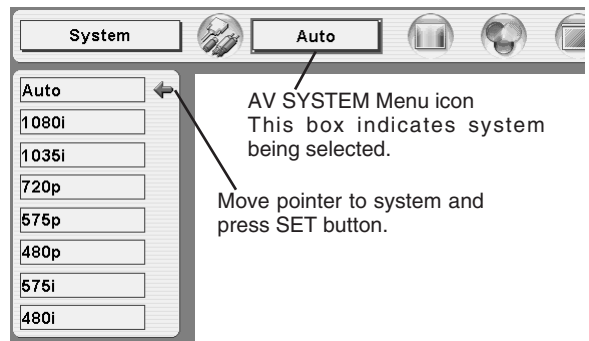 System
Auto
Auto
1080i
1035i
720p
575p
480p
575i
480i
AV SYSTEM Menu icon
This box indicates system
being selected.
Move pointer to system and
press SET button.